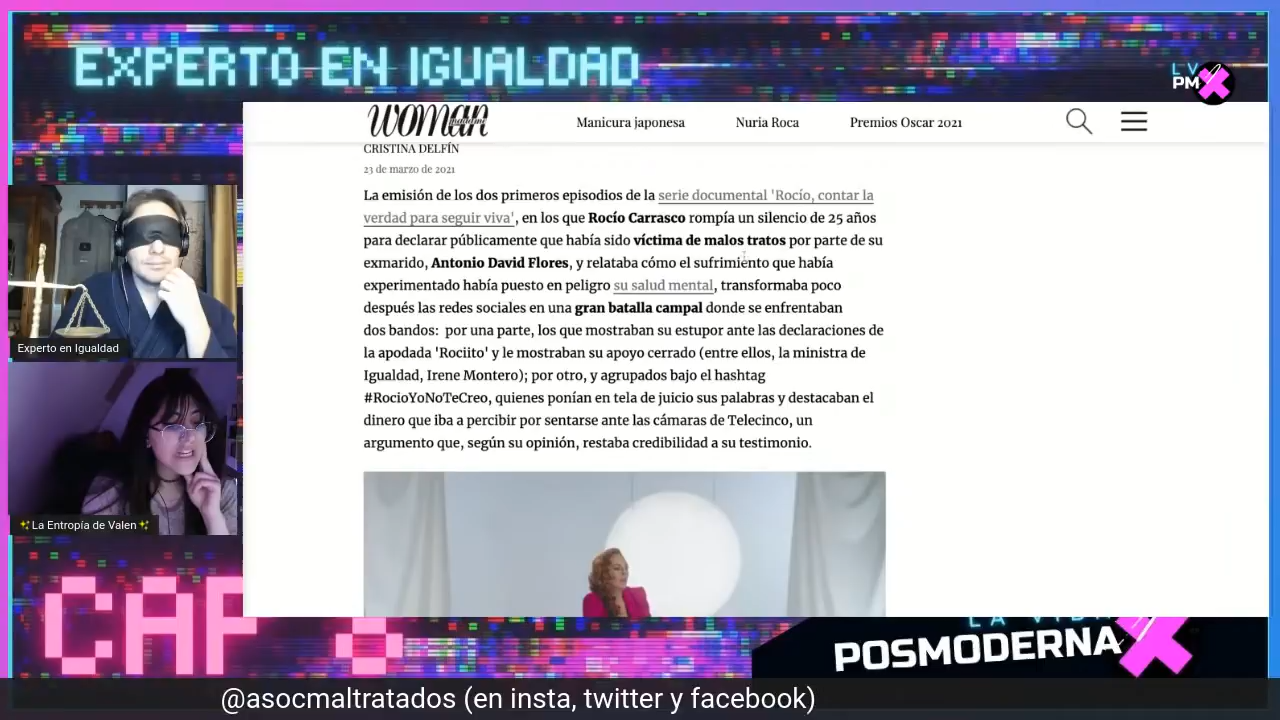 EXPERTO EN IGUALDAD
LV
PM
WOMAN
madame
Manicura japonesa
Nuria Roca
Premios Oscar 2021
CRISTINA DELFÍN
23 de marzo de 2021
La emisión de los dos primeros episodios de la serie documental 'Rocío, contar la
verdad para seguir viva', en los que Rocío Carrasco rompía un silencio de 25 años
para declarar públicamente que había sido víctima de malos tratos por parte de su
exmarido, Antonio David Flores, y relataba cómo el sufrimiento que había
experimentado había puesto en peligro su salud mental, transformaba poco
después las redes sociales en una gran batalla campal donde se enfrentaban
dos bandos: por una parte, los que mostraban su estupor ante las declaraciones de
la apodada 'Rociito' y le mostraban su apoyo cerrado (entre ellos, la ministra de
Igualdad, Irene Montero); por otro, y agrupados bajo el hashtag
#RocioYoNoTeCreo, quienes ponían en tela de juicio sus palabras y destacaban el
dinero que iba a percibir por sentarse ante las cámaras de Telecinco, un
argumento que, según su opinión, restaba credibilidad a su testimonio.
Experto en Igualdad
✨La Entropía de Valen✨
CAP
LA VIDA
POSMODERNA
@asocmaltratados (en insta, twitter y facebook)